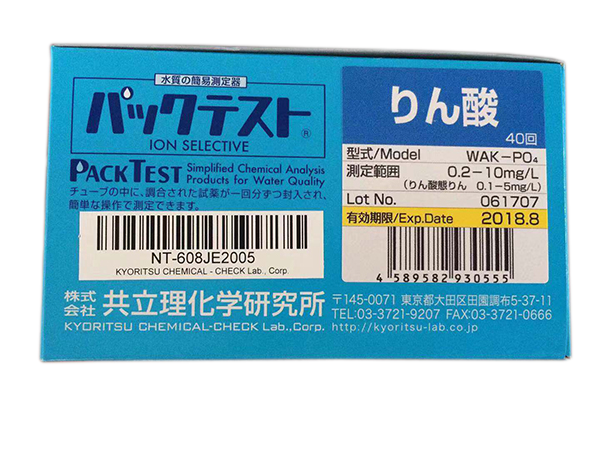 水質の簡易測定器
パックテスト®
ION SELECTIVE
PACKTEST Simplified Chemical Analysis
Products for Water Quality
チューブの中に、調合された試薬が一回分ずつ封入され、
簡単な操作で測定できます。
NT-608JE2005
KYORITSU CHEMICAL - CHECK Lab., Corp.
株式会社 共立理化学研究所
KYORITSU CHEMICAL-CHECK Lab.,Corp.
りん酸
40回
型式/Model WAK-PO₄
測定範囲 0.2-10mg/L
(りん酸態りん 0.1-5mg/L)
Lot No. 061707
有効期限/Exp.Date 2018.8
4 589582 930555
〒145-0071 東京都大田区田園調布5-37-11
TEL:03-3721-9207 FAX:03-3721-0666
http://kyoritsu-lab.co.jp